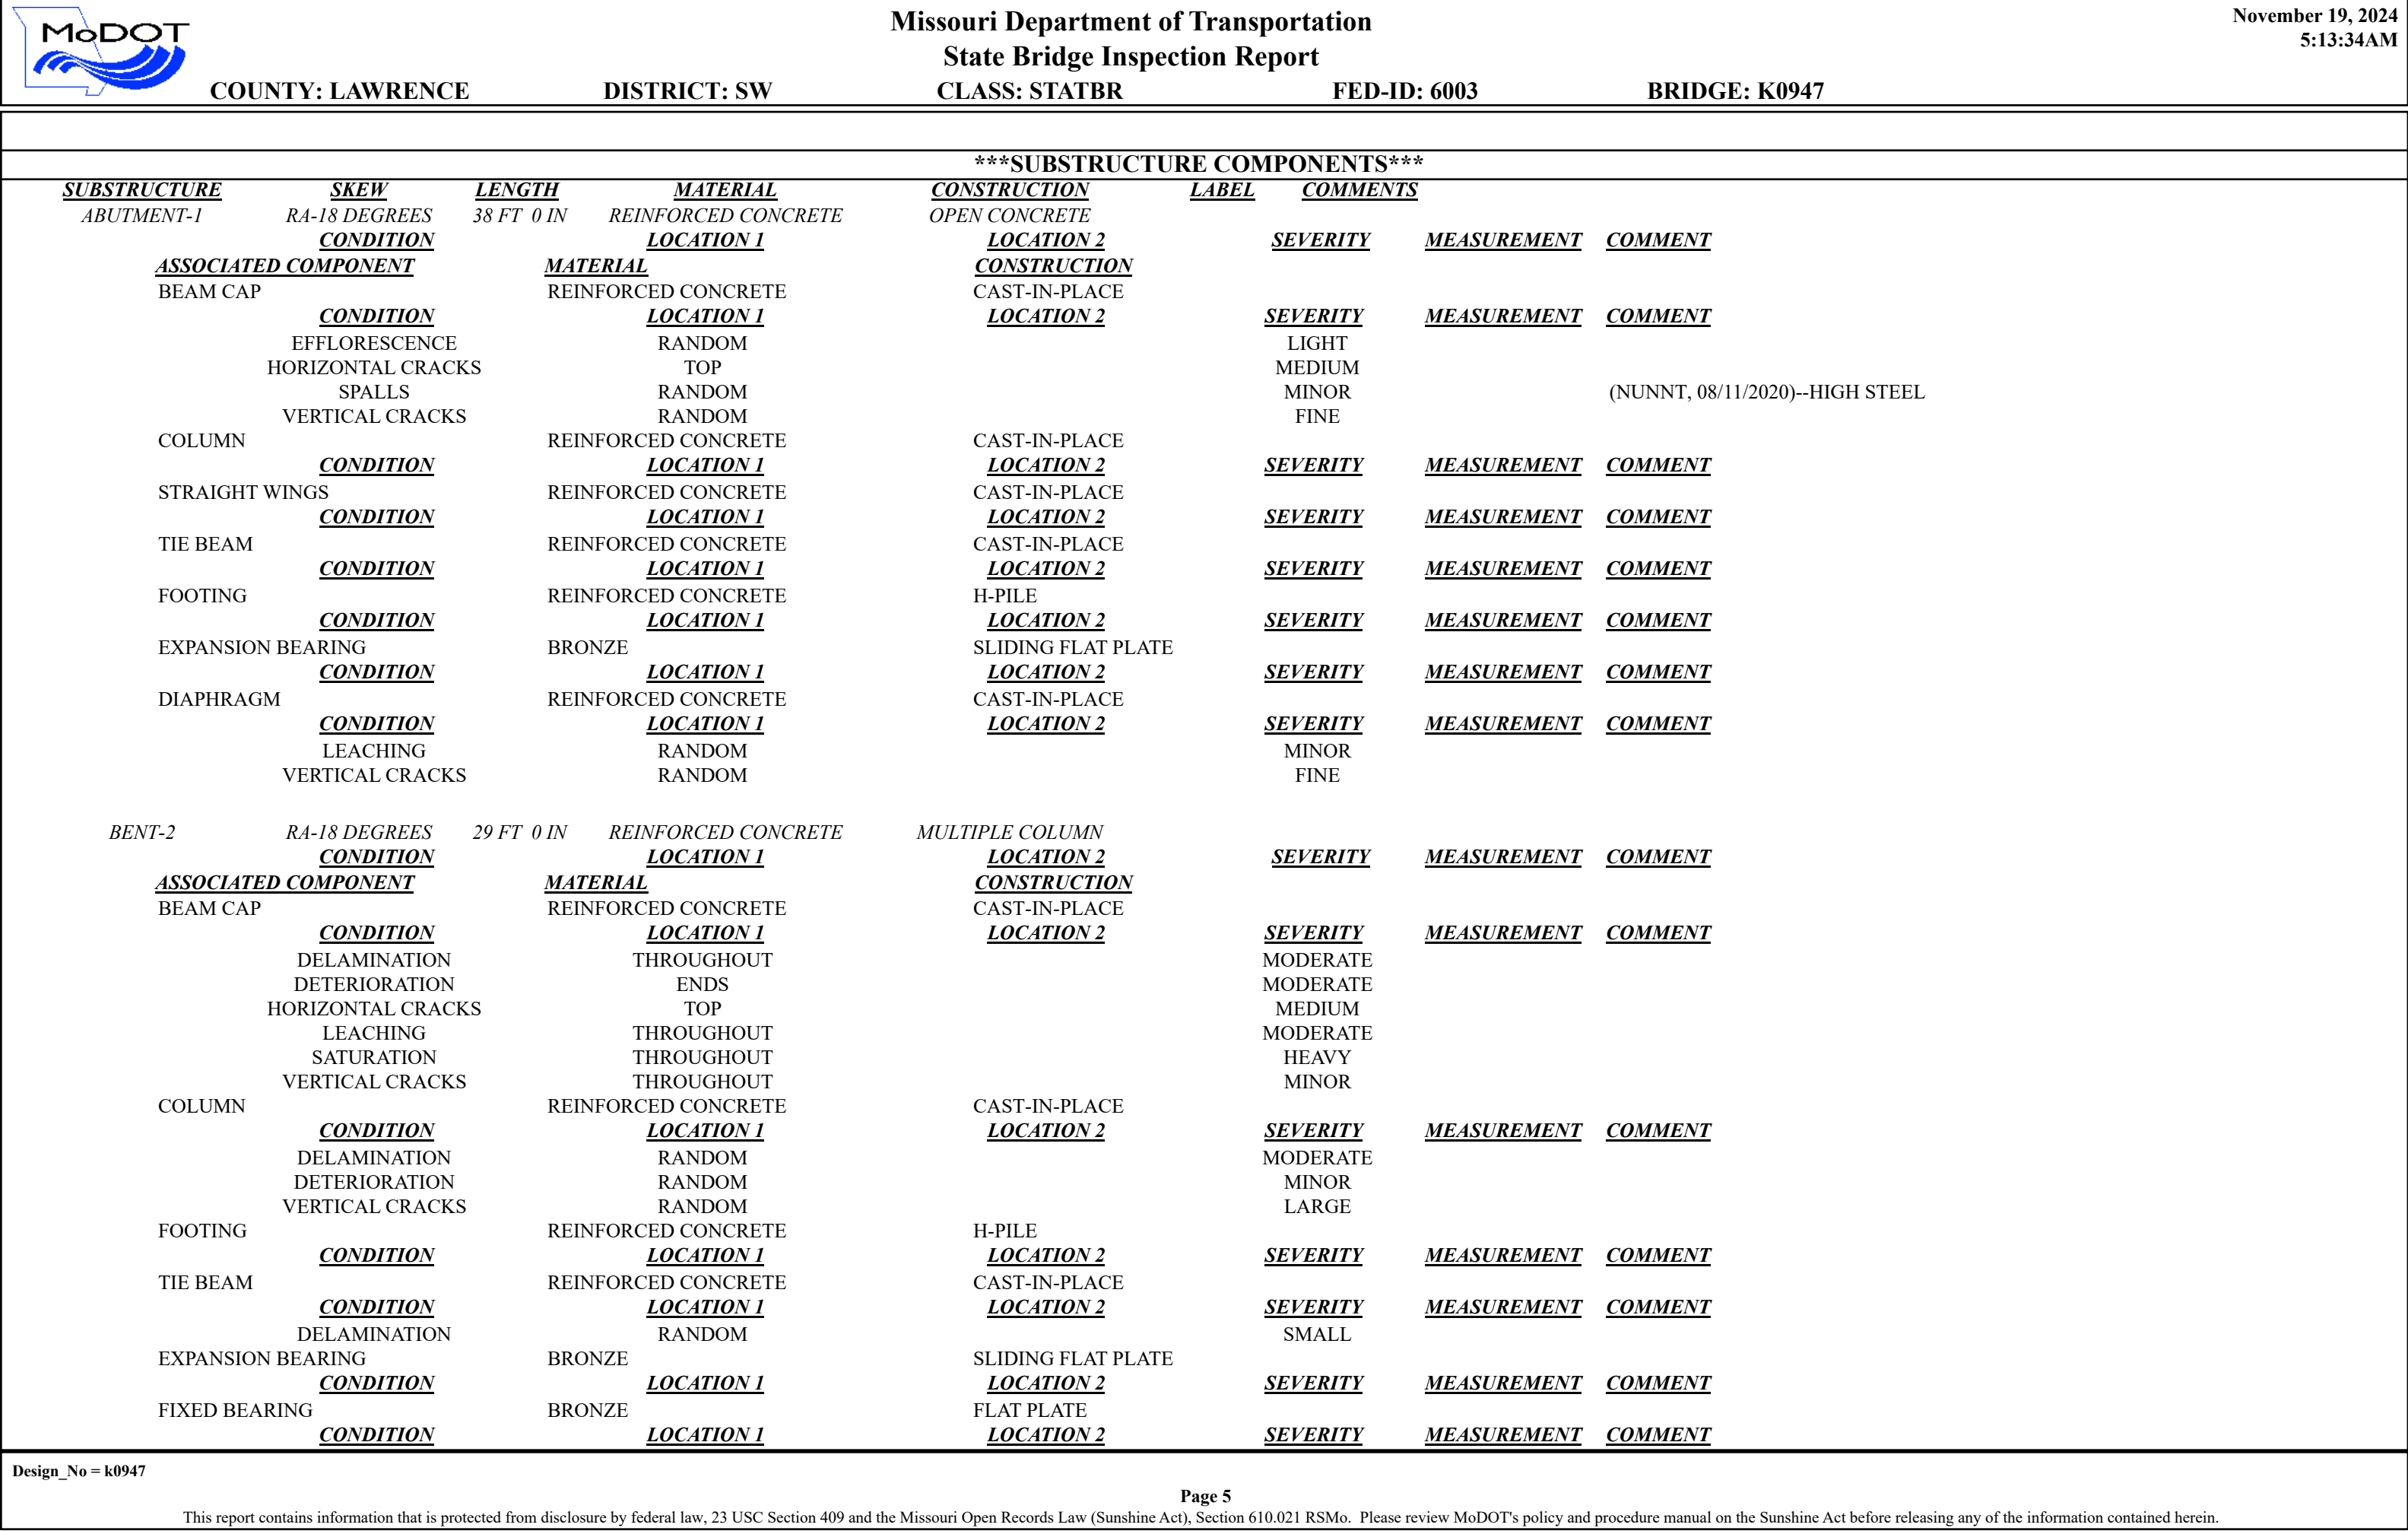 MoDOT
Missouri Department of Transportation
State Bridge Inspection Report
November 19, 2024
5:13:34AM
COUNTY: LAWRENCE DISTRICT: SW CLASS: STATBR FED-ID: 6003 BRIDGE: K0947
***SUBSTRUCTURE COMPONENTS***
SUBSTRUCTURE SKEW LENGTH MATERIAL CONSTRUCTION LABEL COMMENTS
ABUTMENT-1 RA-18 DEGREES 38 FT 0 IN REINFORCED CONCRETE OPEN CONCRETE
CONDITION LOCATION 1 LOCATION 2 SEVERITY MEASUREMENT COMMENT
ASSOCIATED COMPONENT MATERIAL CONSTRUCTION
BEAM CAP REINFORCED CONCRETE CAST-IN-PLACE
CONDITION LOCATION 1 LOCATION 2 SEVERITY MEASUREMENT COMMENT
EFFLORESCENCE RANDOM LIGHT
HORIZONTAL CRACKS TOP MEDIUM
SPALLS RANDOM MINOR (NUNNT, 08/11/2020)--HIGH STEEL
VERTICAL CRACKS RANDOM FINE
COLUMN REINFORCED CONCRETE CAST-IN-PLACE
CONDITION LOCATION 1 LOCATION 2 SEVERITY MEASUREMENT COMMENT
STRAIGHT WINGS REINFORCED CONCRETE CAST-IN-PLACE
CONDITION LOCATION 1 LOCATION 2 SEVERITY MEASUREMENT COMMENT
TIE BEAM REINFORCED CONCRETE CAST-IN-PLACE
CONDITION LOCATION 1 LOCATION 2 SEVERITY MEASUREMENT COMMENT
FOOTING REINFORCED CONCRETE H-PILE
CONDITION LOCATION 1 LOCATION 2 SEVERITY MEASUREMENT COMMENT
EXPANSION BEARING BRONZE SLIDING FLAT PLATE
CONDITION LOCATION 1 LOCATION 2 SEVERITY MEASUREMENT COMMENT
DIAPHRAGM REINFORCED CONCRETE CAST-IN-PLACE
CONDITION LOCATION 1 LOCATION 2 SEVERITY MEASUREMENT COMMENT
LEACHING RANDOM MINOR
VERTICAL CRACKS RANDOM FINE
BENT-2 RA-18 DEGREES 29 FT 0 IN REINFORCED CONCRETE MULTIPLE COLUMN
CONDITION LOCATION 1 LOCATION 2 SEVERITY MEASUREMENT COMMENT
ASSOCIATED COMPONENT MATERIAL CONSTRUCTION
BEAM CAP REINFORCED CONCRETE CAST-IN-PLACE
CONDITION LOCATION 1 LOCATION 2 SEVERITY MEASUREMENT COMMENT
DELAMINATION THROUGHOUT MODERATE
DETERIORATION ENDS MODERATE
HORIZONTAL CRACKS TOP MEDIUM
LEACHING THROUGHOUT MODERATE
SATURATION THROUGHOUT HEAVY
VERTICAL CRACKS THROUGHOUT MINOR
COLUMN REINFORCED CONCRETE CAST-IN-PLACE
CONDITION LOCATION 1 LOCATION 2 SEVERITY MEASUREMENT COMMENT
DELAMINATION RANDOM MODERATE
DETERIORATION RANDOM MINOR
VERTICAL CRACKS RANDOM LARGE
FOOTING REINFORCED CONCRETE H-PILE
CONDITION LOCATION 1 LOCATION 2 SEVERITY MEASUREMENT COMMENT
TIE BEAM REINFORCED CONCRETE CAST-IN-PLACE
CONDITION LOCATION 1 LOCATION 2 SEVERITY MEASUREMENT COMMENT
DELAMINATION RANDOM SMALL
EXPANSION BEARING BRONZE SLIDING FLAT PLATE
CONDITION LOCATION 1 LOCATION 2 SEVERITY MEASUREMENT COMMENT
FIXED BEARING BRONZE FLAT PLATE
CONDITION LOCATION 1 LOCATION 2 SEVERITY MEASUREMENT COMMENT
Design_No = k0947
Page 5
This report contains information that is protected from disclosure by federal law, 23 USC Section 409 and the Missouri Open Records Law (Sunshine Act), Section 610.021 RSMo. Please review MoDOT's policy and procedure manual on the Sunshine Act before releasing any of the information contained herein.